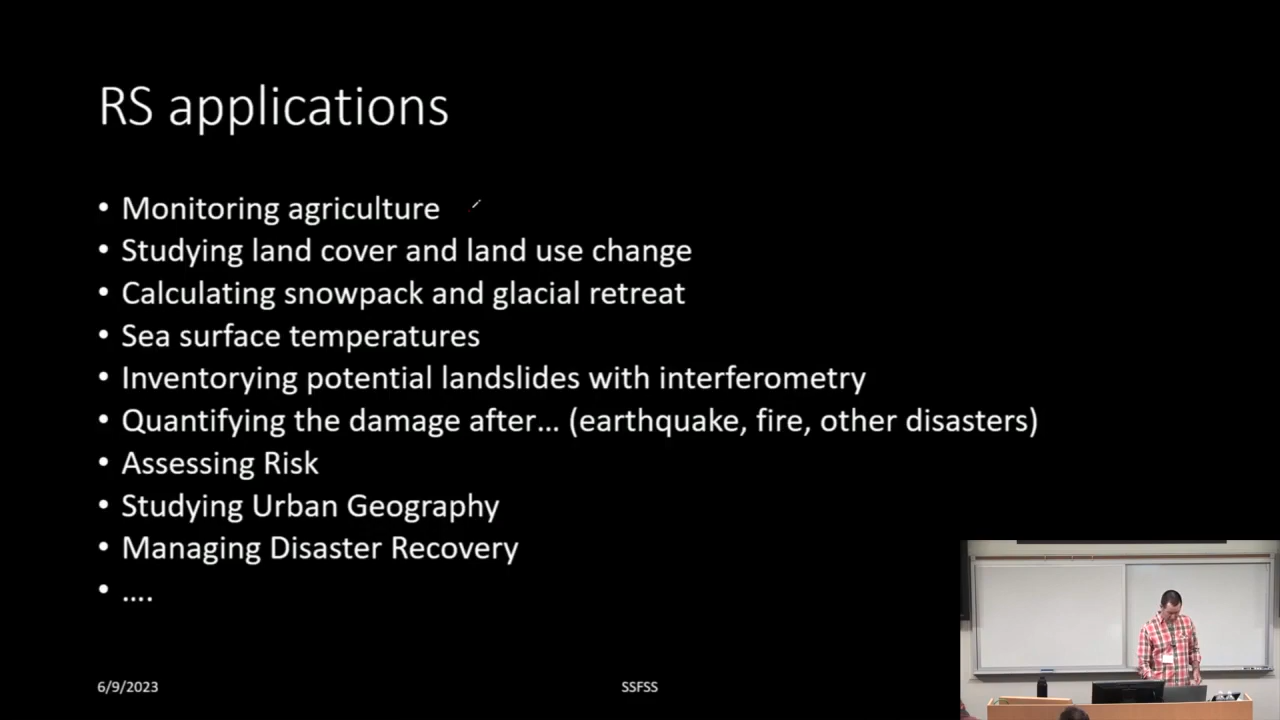 RS applications
• Monitoring agriculture
• Studying land cover and land use change
• Calculating snowpack and glacial retreat
• Sea surface temperatures
• Inventorying potential landslides with interferometry
• Quantifying the damage after... (earthquake, fire, other disasters)
• Assessing Risk
• Studying Urban Geography
• Managing Disaster Recovery
• ....
6/9/2023
SSFSS